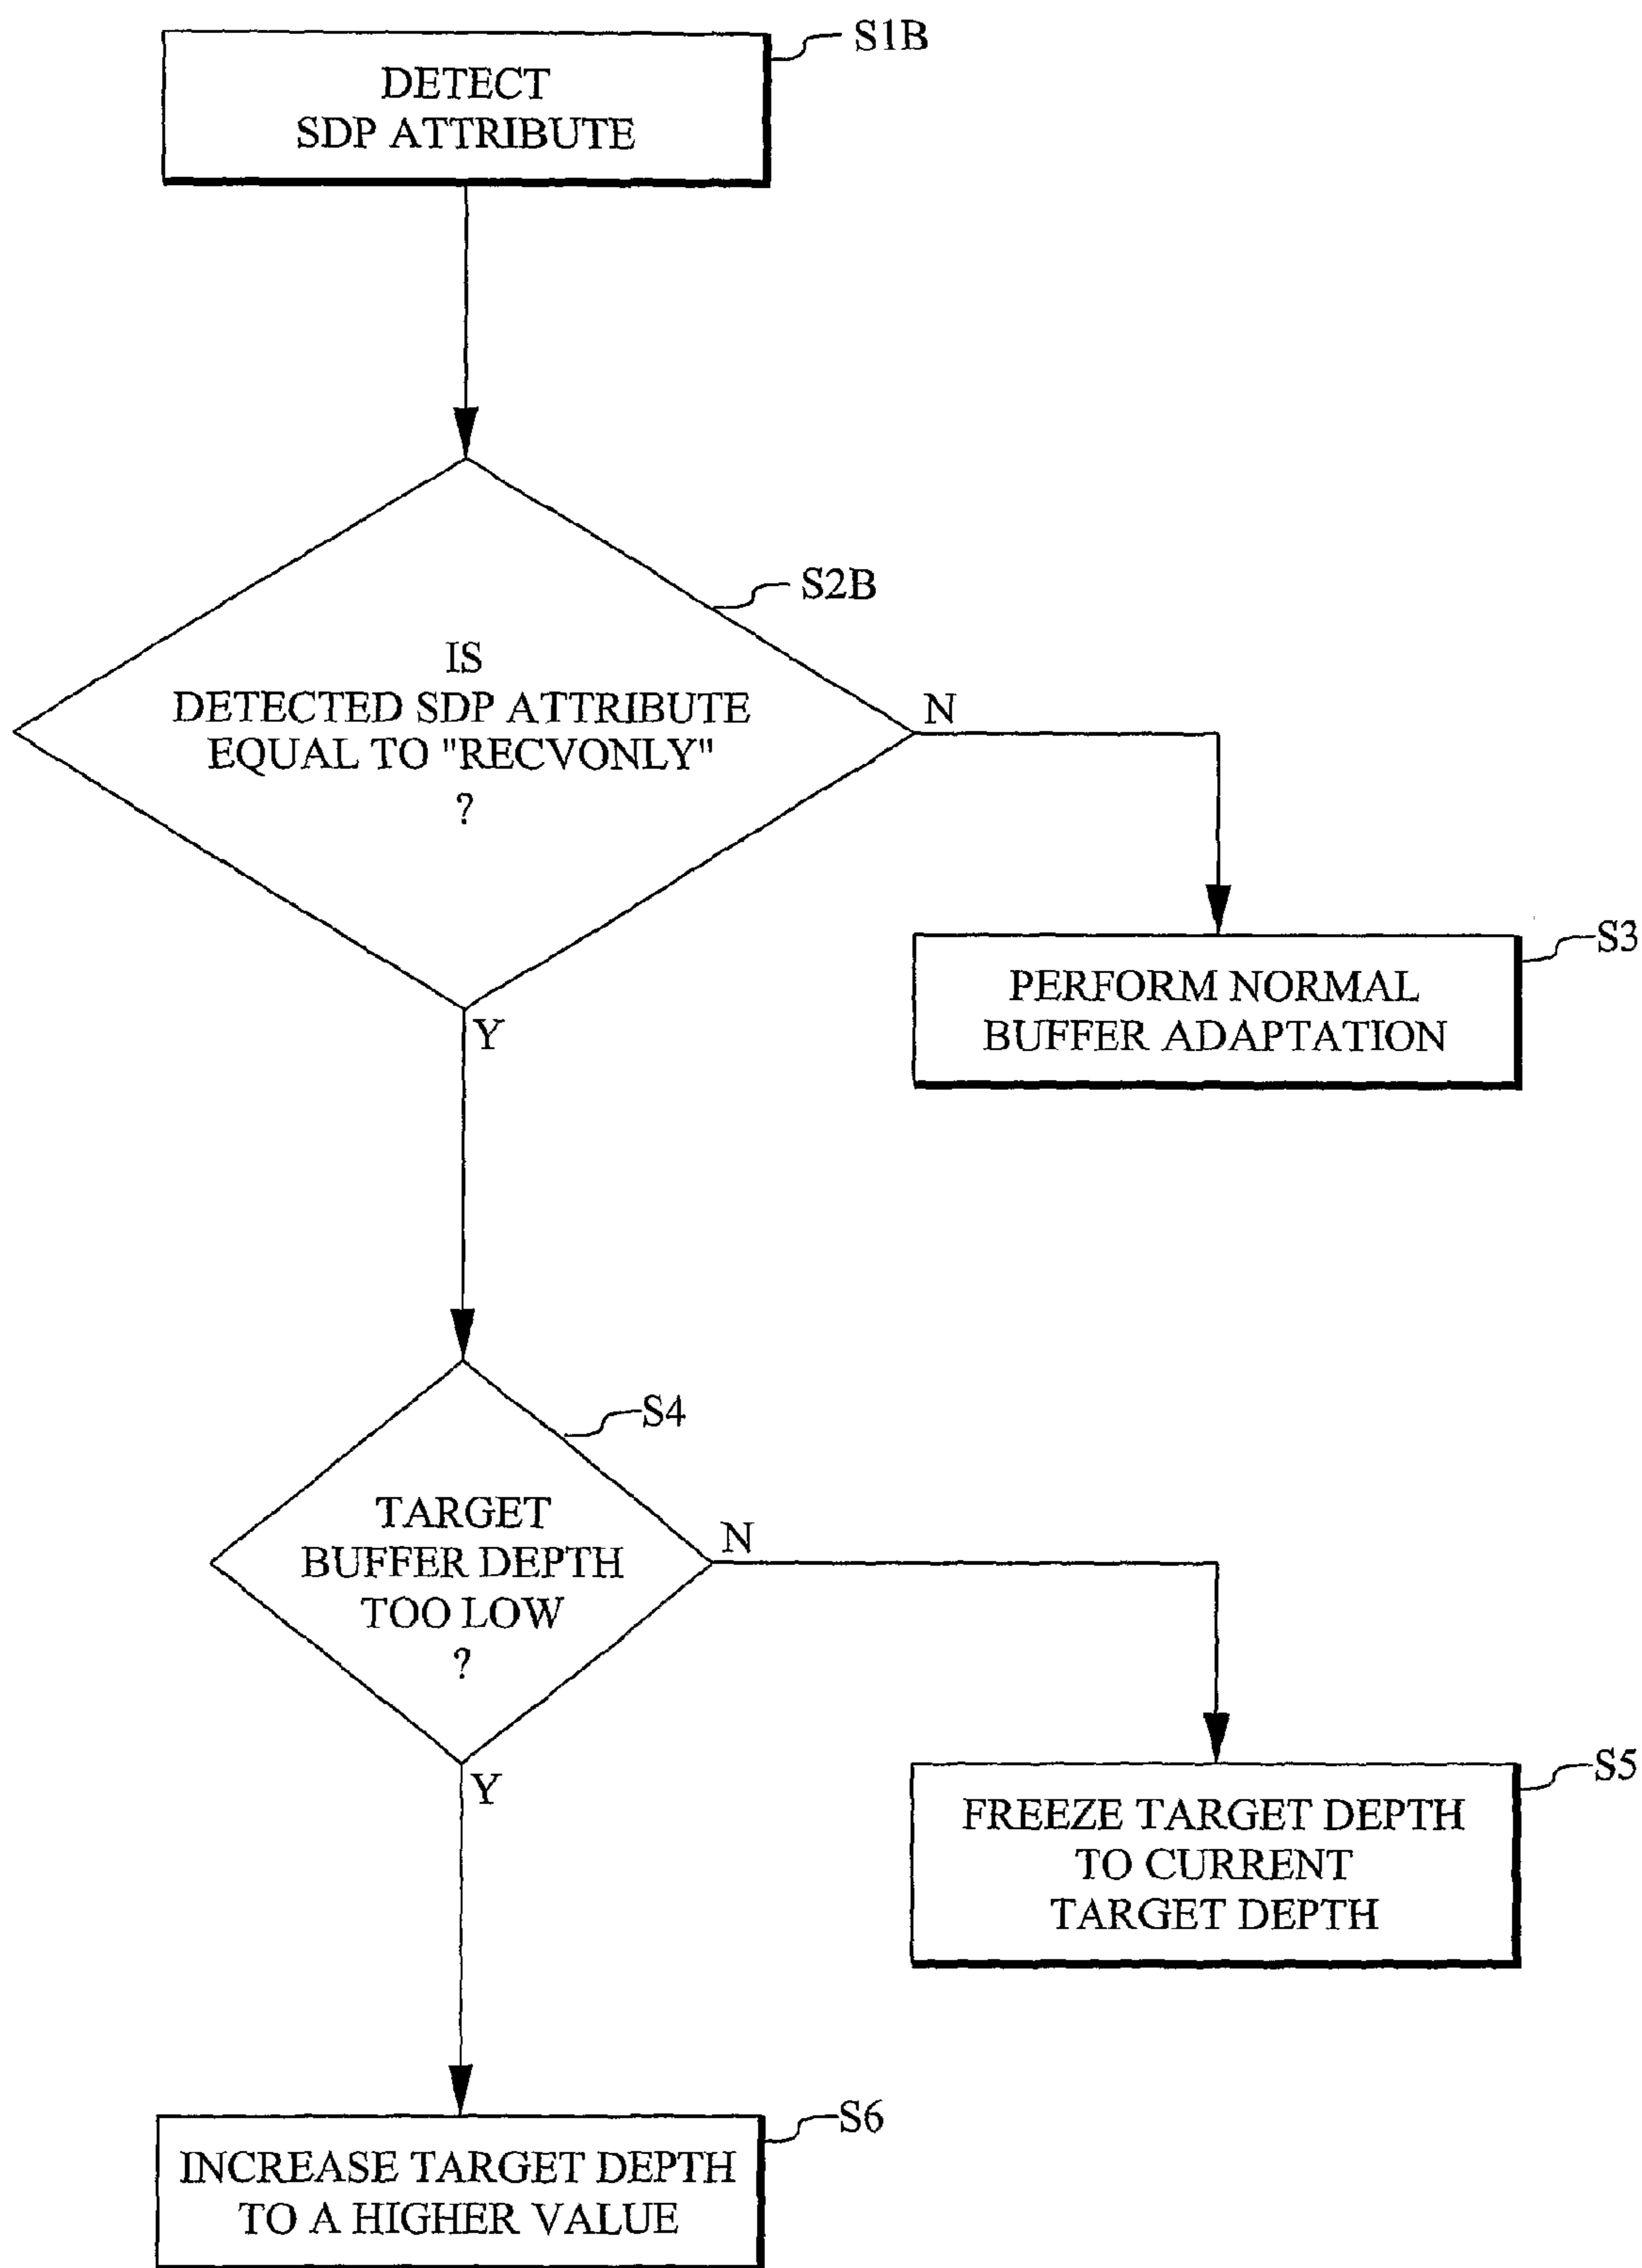 S1B
DETECT
SDP ATTRIBUTE
S2B
IS
DETECTED SDP ATTRIBUTE
EQUAL TO "RECVONLY"
?
N
S3
PERFORM NORMAL
BUFFER ADAPTATION
Y
S4
TARGET
BUFFER DEPTH
TOO LOW
?
N
S5
FREEZE TARGET DEPTH
TO CURRENT
TARGET DEPTH
Y
S6
INCREASE TARGET DEPTH
TO A HIGHER VALUE